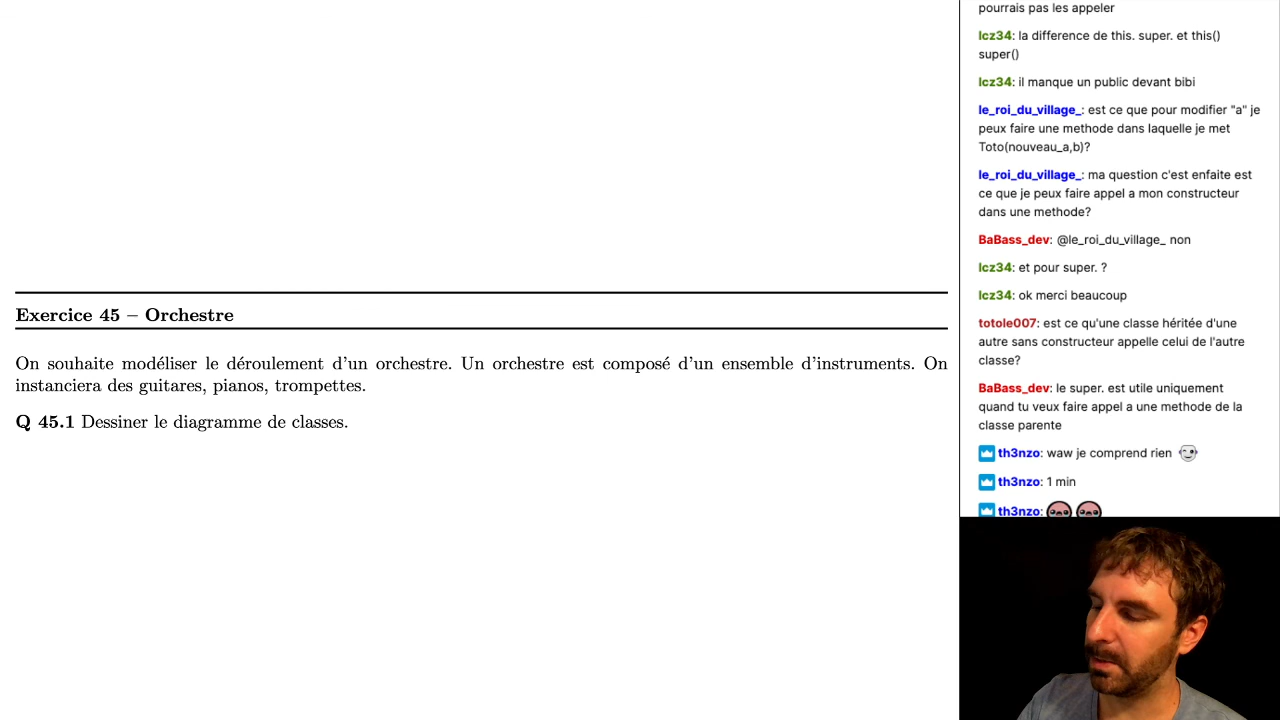 Exercice 45 – Orchestre
On souhaite modéliser le déroulement d'un orchestre. Un orchestre est composé d'un ensemble d'instruments. On
instanciera des guitares, pianos, trompettes.
Q 45.1 Dessiner le diagramme de classes.
pourrais pas les appeler
lcz34: la difference de this. super. et this()
super()
lcz34: il manque un public devant bibi
le_roi_du_village_: est ce que pour modifier "a" je
peux faire une methode dans laquelle je met
Toto(nouveau_a,b)?
le_roi_du_village_: ma question c'est enfaite est
ce que je peux faire appel a mon constructeur
dans une methode?
BaBass_dev: @le_roi_du_village_ non
lcz34: et pour super. ?
lcz34: ok merci beaucoup
totole007: est ce qu'une classe héritée d'une
autre sans constructeur appelle celui de l'autre
classe?
BaBass_dev: le super. est utile uniquement
quand tu veux faire appel a une methode de la
classe parente
th3nzo: waw je comprend rien
th3nzo: 1 min
th3nzo: